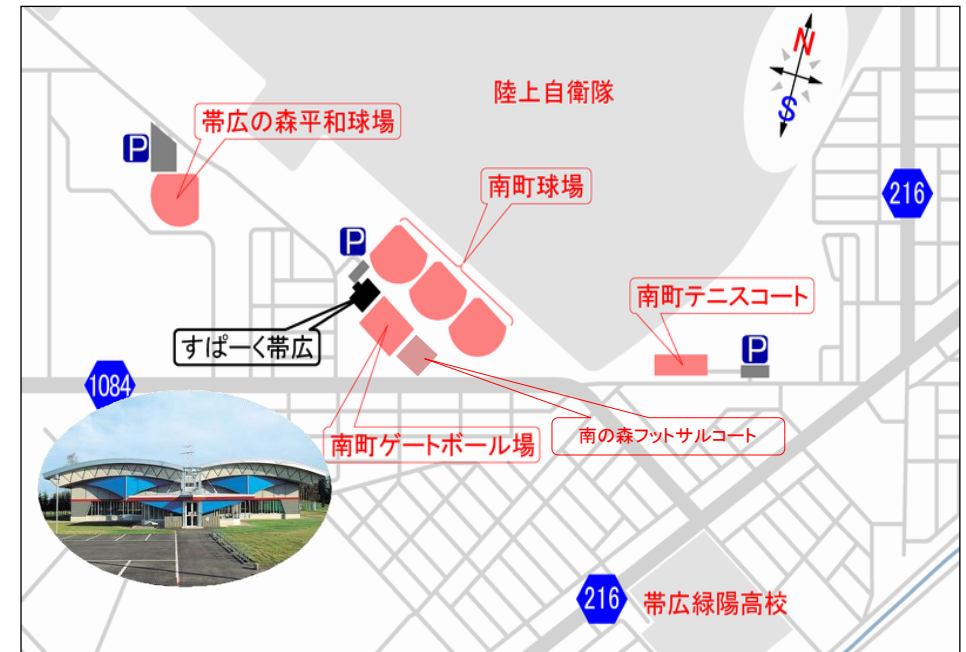 N
S
陸上自衛隊
帯広の森平和球場
P
南町球場
216
P
南町テニスコート
すぱーく帯広
P
1084
南町ゲートボール場
南の森フットサルコート
216
帯広緑陽高校